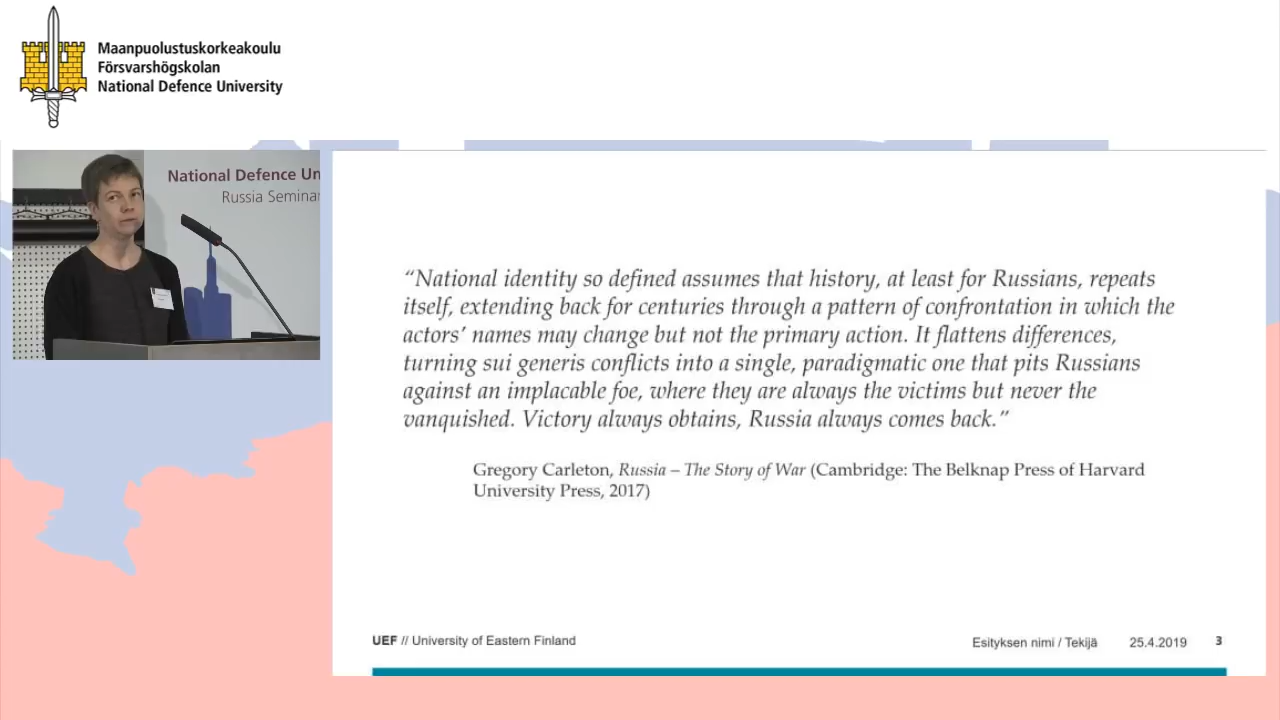 Maanpuolustuskorkeakoulu
Försvarshögskolan
National Defence University
National Defence Un
Russia Seminar
“National identity so defined assumes that history, at least for Russians, repeats
itself, extending back for centuries through a pattern of confrontation in which the
actors’ names may change but not the primary action. It flattens differences,
turning sui generis conflicts into a single, paradigmatic one that pits Russians
against an implacable foe, where they are always the victims but never the
vanquished. Victory always obtains, Russia always comes back.”
Gregory Carleton, Russia – The Story of War (Cambridge: The Belknap Press of Harvard
University Press, 2017)
UEF // University of Eastern Finland
Esityksen nimi / Tekijä 25.4.2019 3